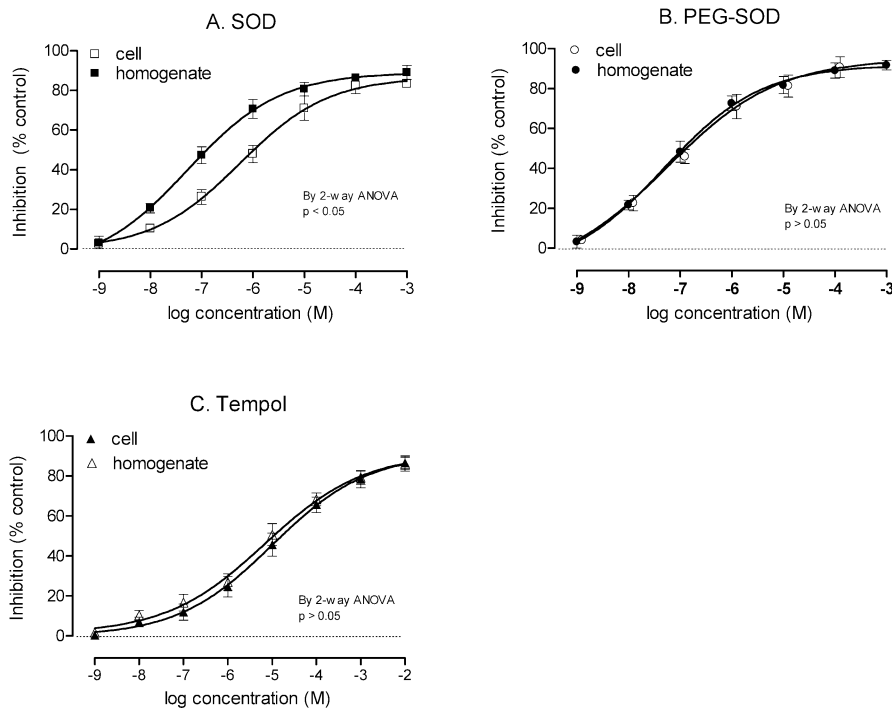 A. SOD
cell
homogenate
100
80
60
40
20
0
Inhibition (% control)
By 2-way ANOVA
p < 0.05
-9 -8 -7 -6 -5 -4 -3
log concentration (M)
B. PEG-SOD
cell
homogenate
100
80
60
40
20
0
Inhibition (% control)
By 2-way ANOVA
p > 0.05
-9 -8 -7 -6 -5 -4 -3
log concentration (M)
C. Tempol
cell
homogenate
100
80
60
40
20
0
Inhibition (% control)
By 2-way ANOVA
p > 0.05
-9 -8 -7 -6 -5 -4 -3 -2
log concentration (M)